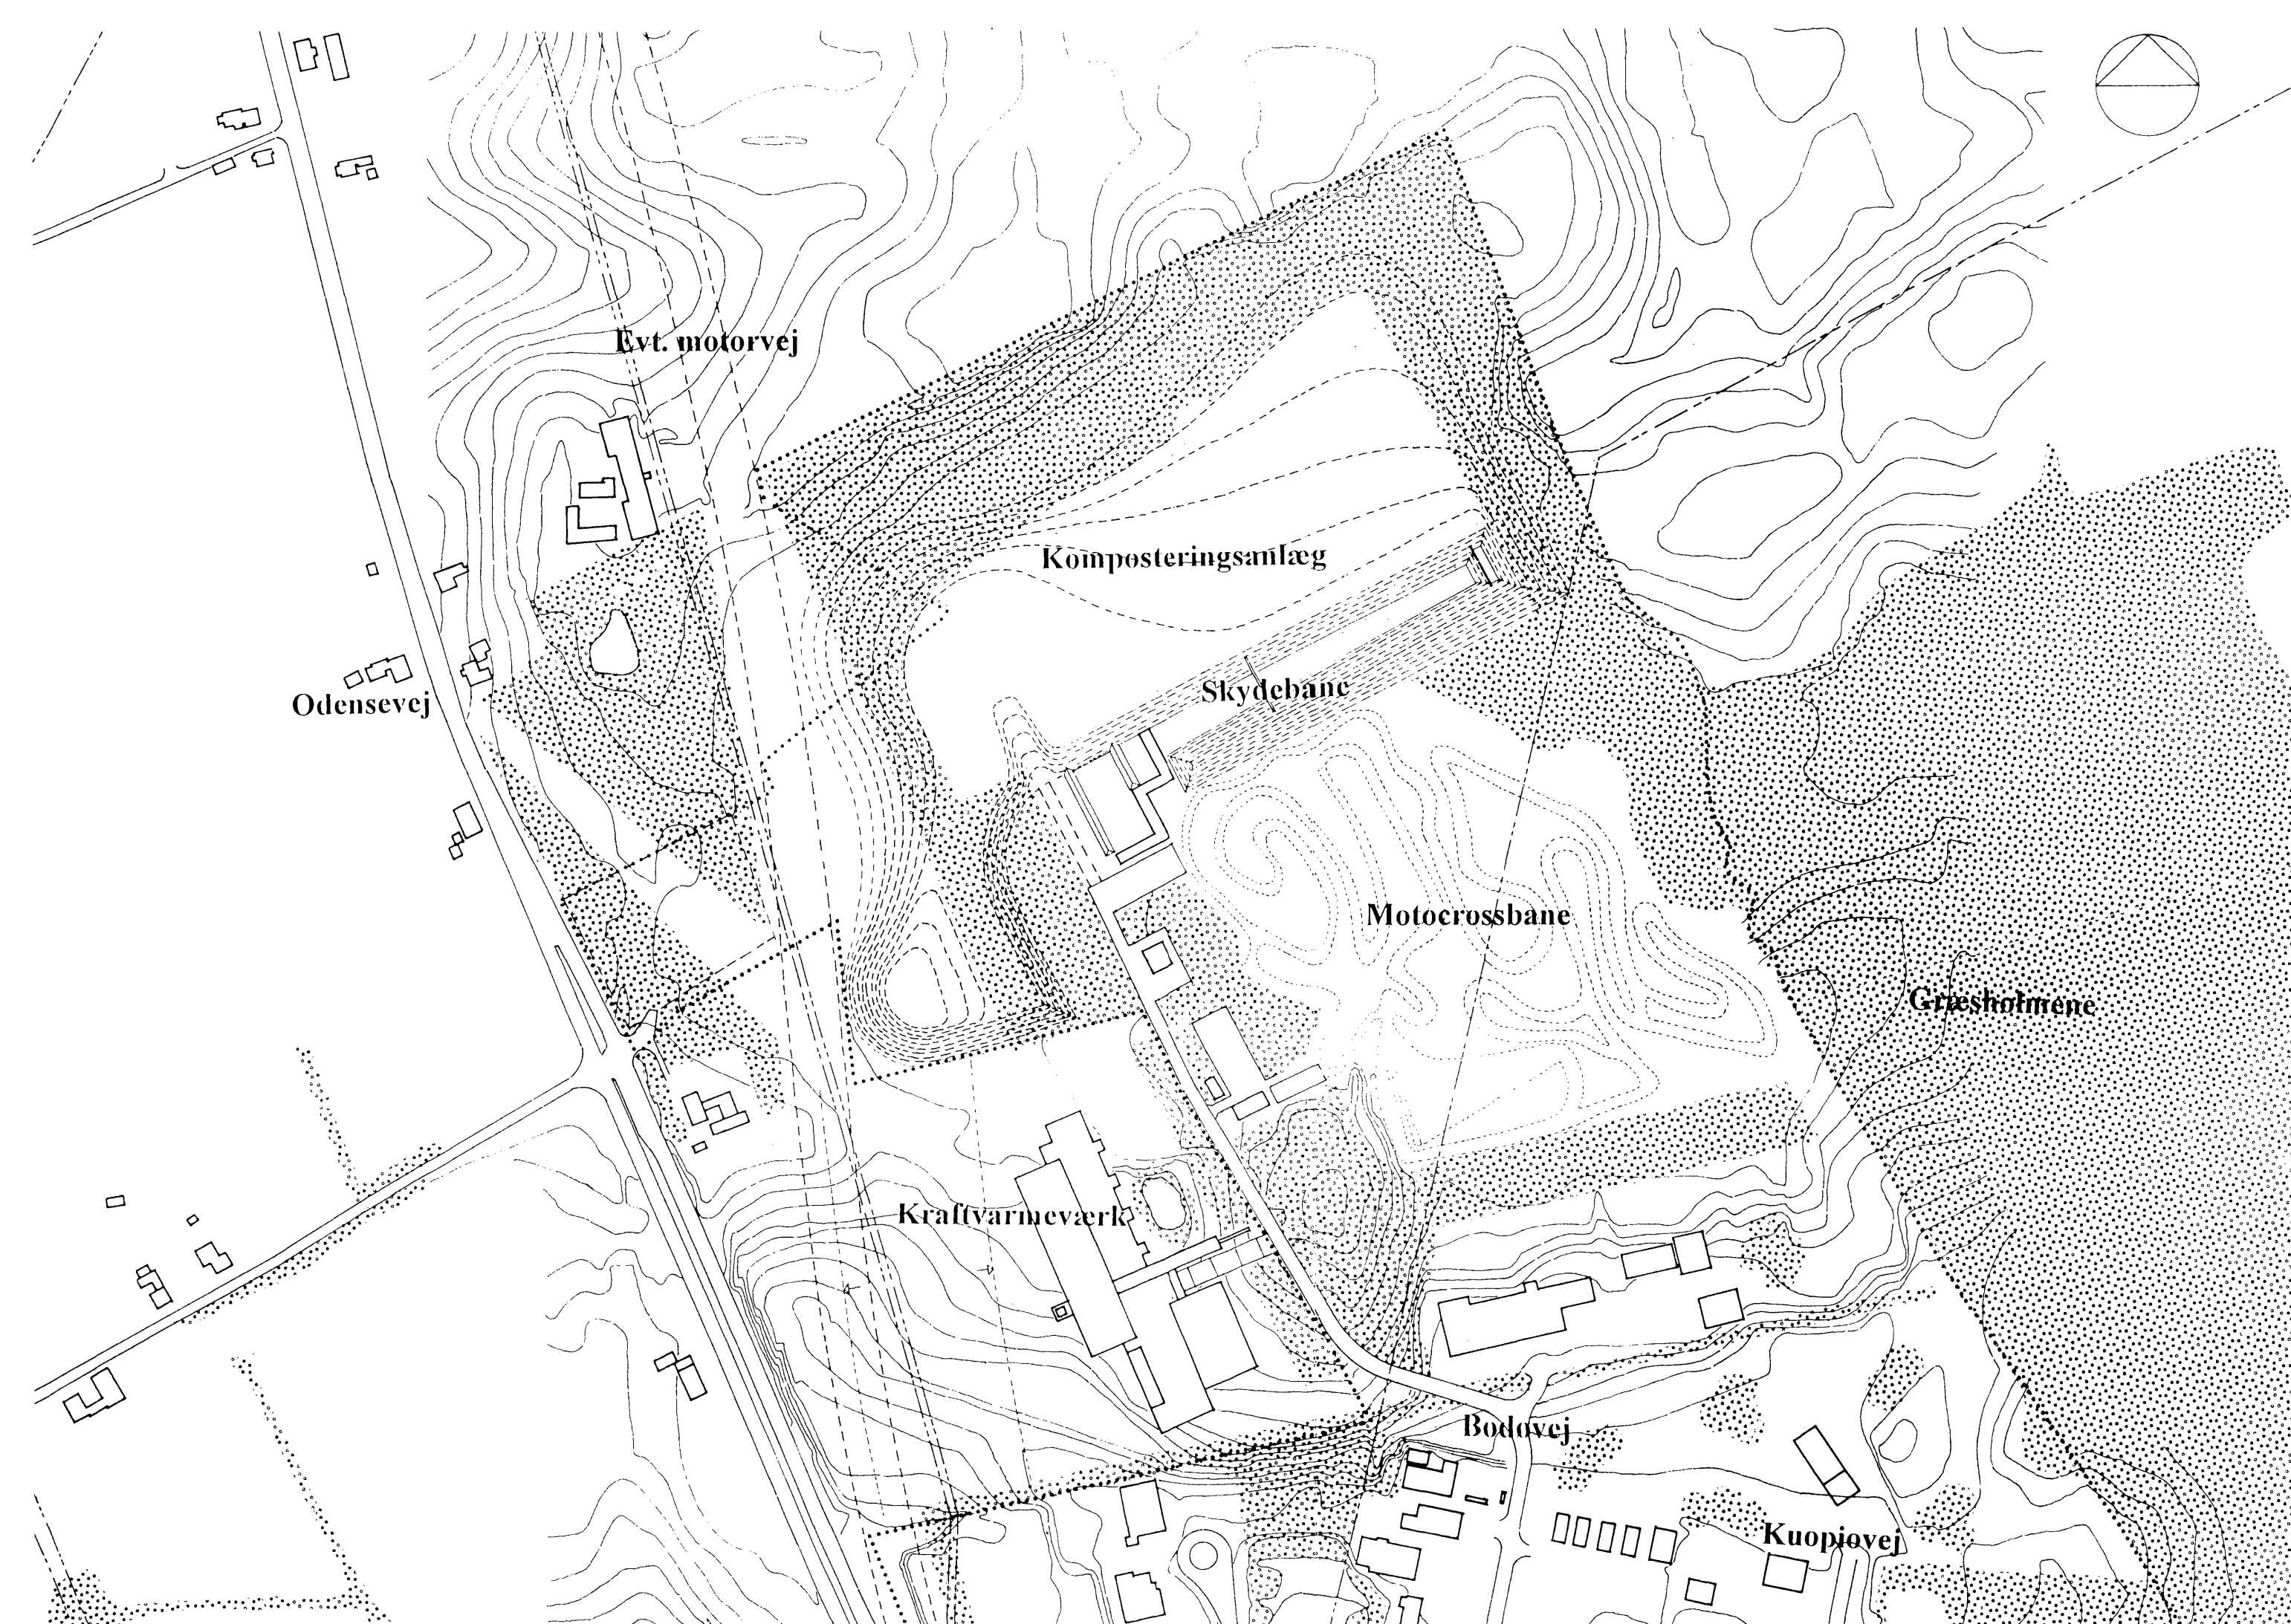 Evt. motorvej
Komposteringsanlæg
Skydebane
Odensevej
Motocrossbane
Græsholmene
Kraftvarmeværk
Bodovej
Kuopiovej